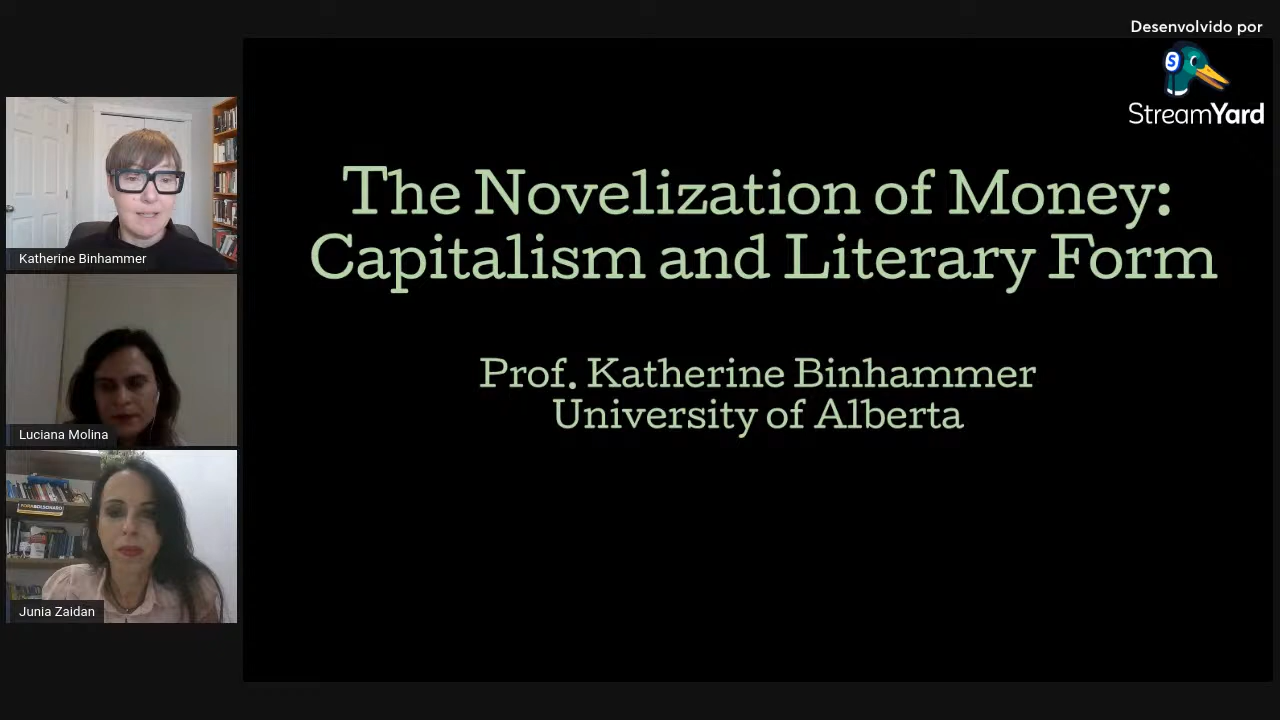 Desenvolvido por
StreamYard
The Novelization of Money:
Capitalism and Literary Form
Prof. Katherine Binhammer
University of Alberta
Katherine Binhammer
Luciana Molina
Junia Zaidan